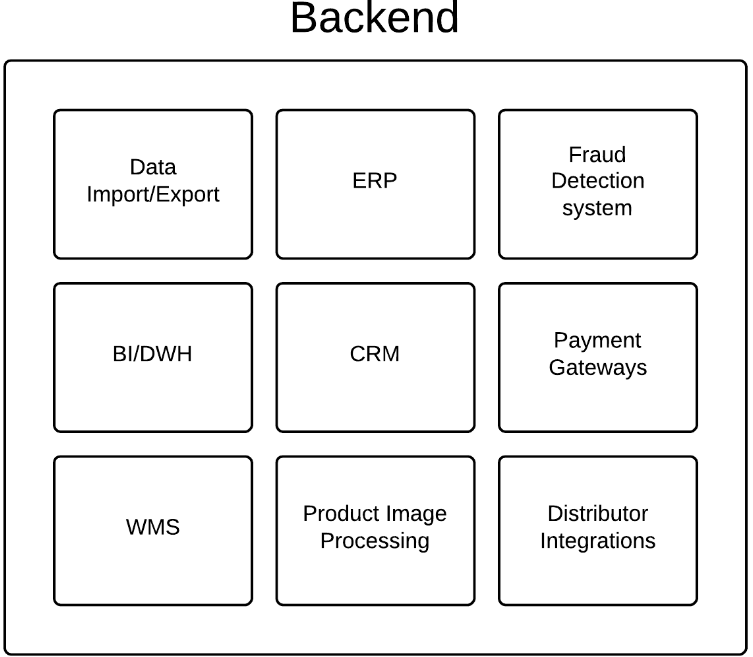 Backend
Data
Import/Export
ERP
Fraud
Detection
system
BI/DWH
CRM
Payment
Gateways
WMS
Product Image
Processing
Distributor
Integrations